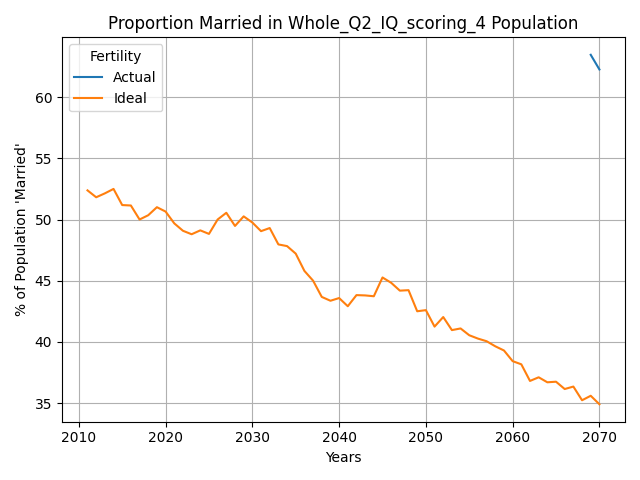 Proportion Married in Whole_Q2_IQ_scoring_4 Population
Fertility
Actual
Ideal
% of Population 'Married'
60
55
50
45
40
35
2010 2020 2030 2040 2050 2060 2070
Years